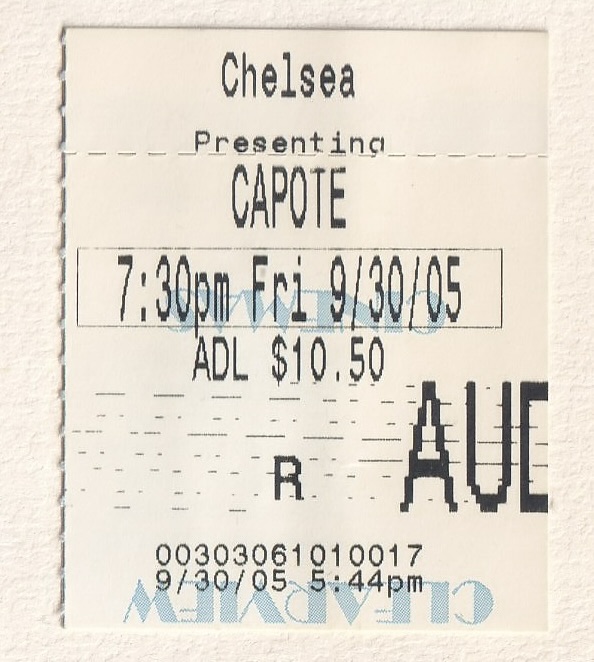 Chelsea
Presenting
CAPOTE
7:30pm Fri 9/30/05
CINEMAS
ADL $10.50
AUD
R
00303061010017
9/30/05 5:44pm
CLEARVIEW